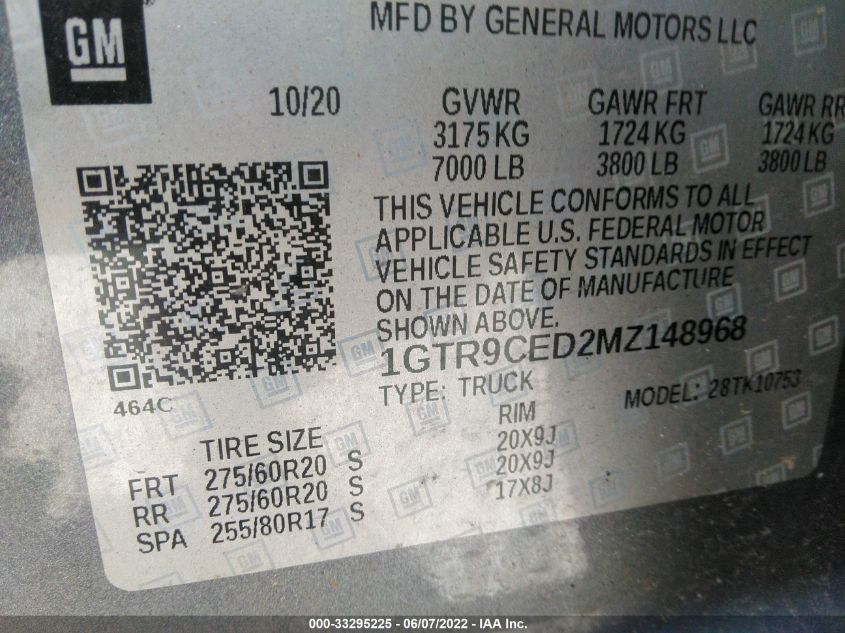 GM
MFD BY GENERAL MOTORS LLC
10/20 GVWR GAWR FRT GAWR RR
3175 KG 1724 KG 1724 KG
7000 LB 3800 LB 3800 LB
THIS VEHICLE CONFORMS TO ALL
APPLICABLE U.S. FEDERAL MOTOR
VEHICLE SAFETY STANDARDS IN EFFECT
ON THE DATE OF MANUFACTURE
SHOWN ABOVE.
1GTR9CED2MZ148968
TYPE: TRUCK MODEL: 28TK10753
464C
TIRE SIZE RIM
FRT 275/60R20 S 20X9J
RR 275/60R20 S 20X9J
SPA 255/80R17 S 17X8J
000-33295225 - 06/07/2022 - IAA Inc.